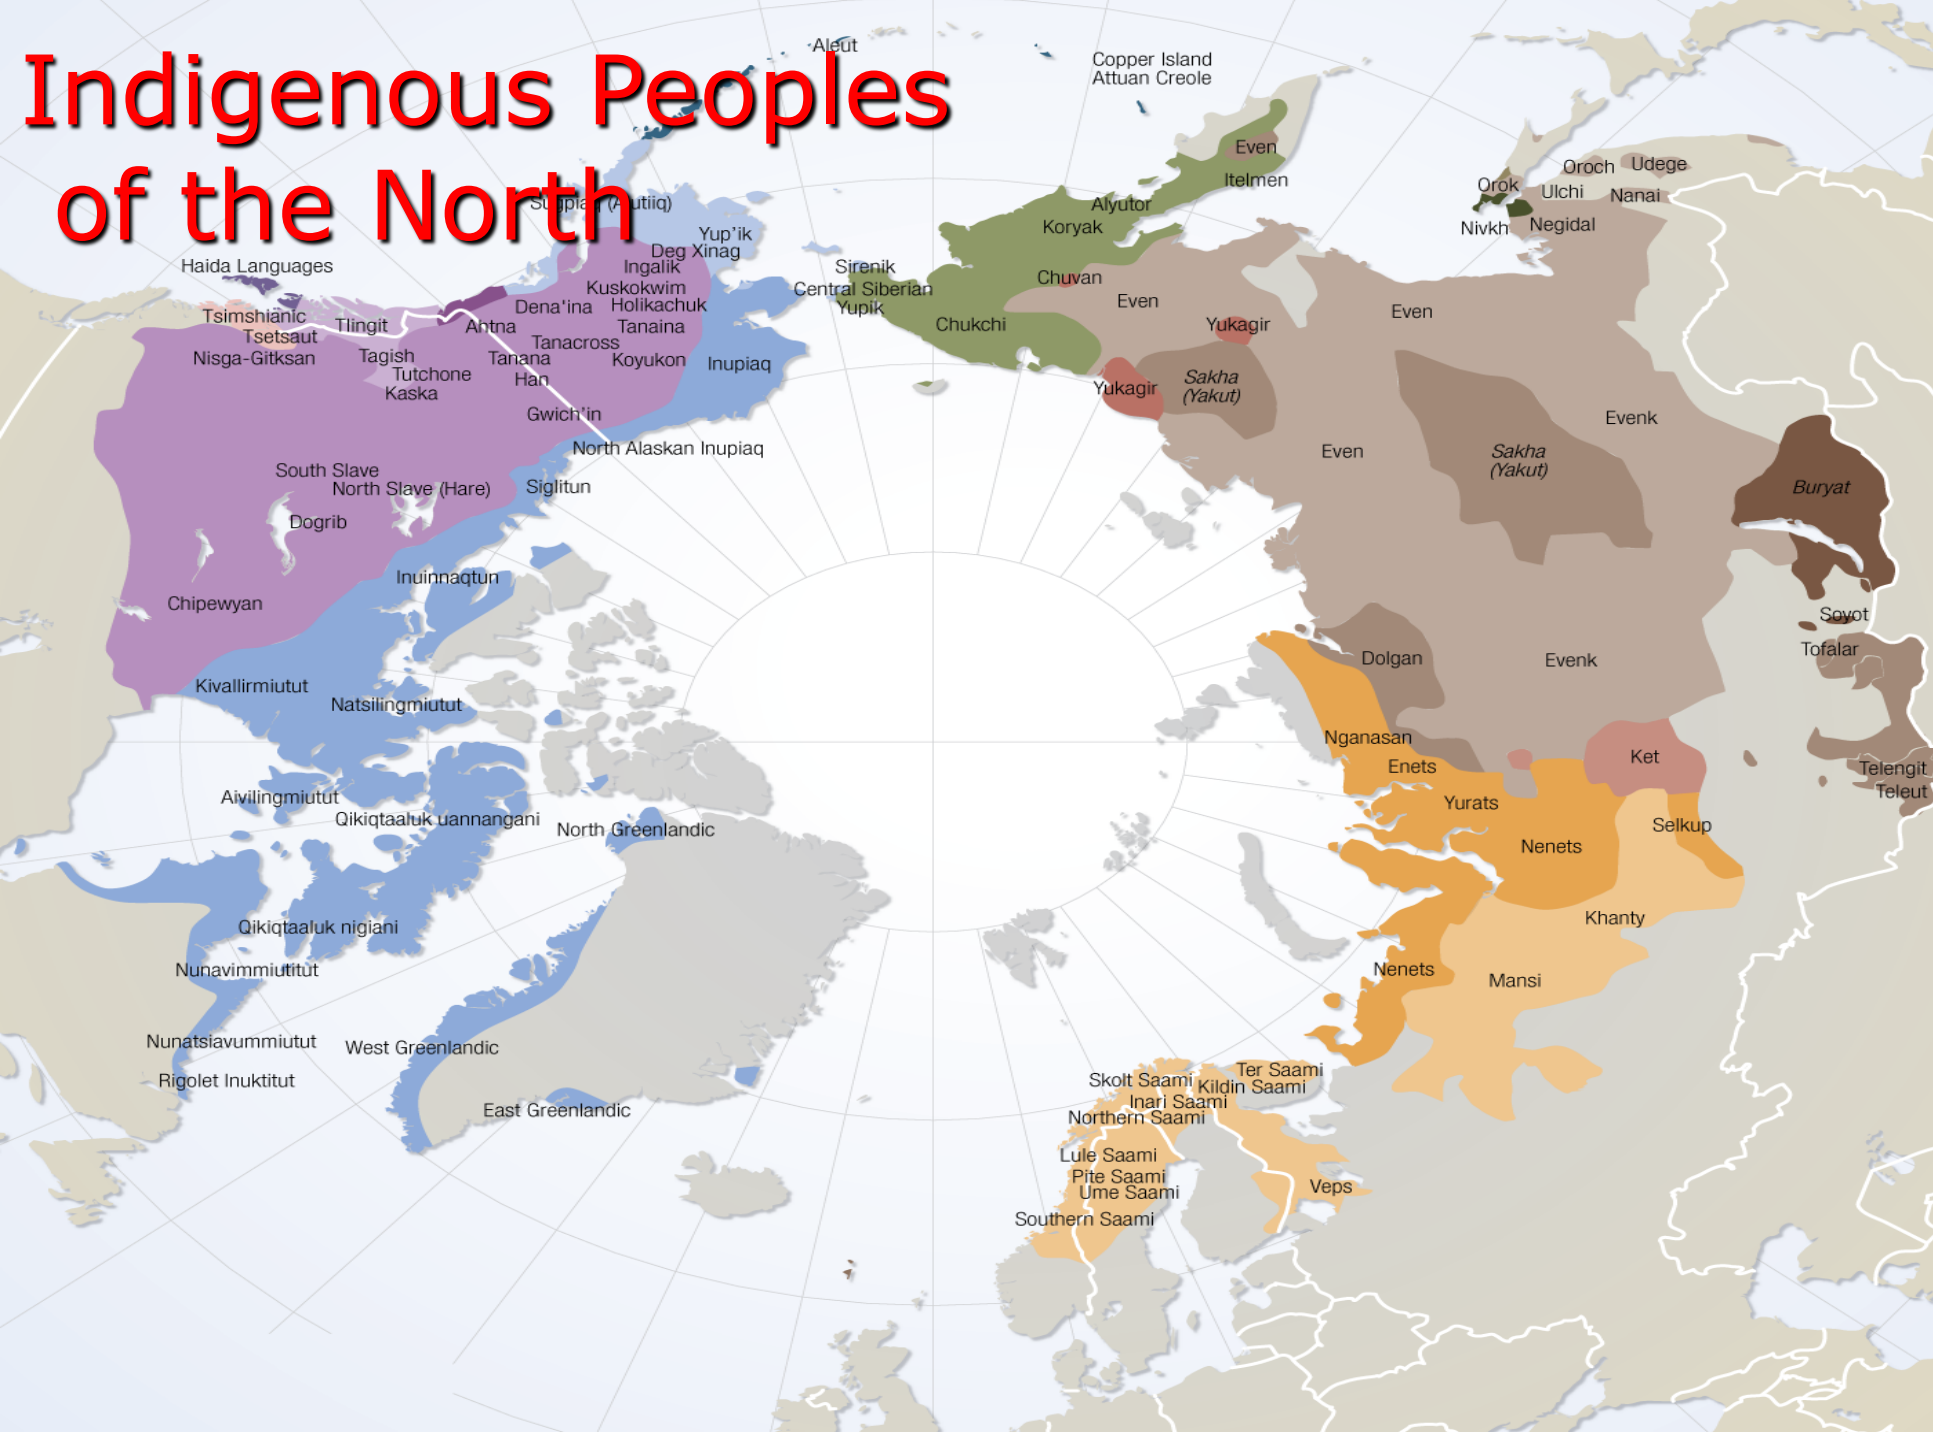 Indigenous Peoples
of the North
Aleut
Copper Island
Attuan Creole
Sugpiaq (Alutiiq)
Yup'ik
Deg Xinag
Ingalik
Kuskokwim
Holikachuk
Dena'ina
Tanaina
Ahtna
Tanacross
Tanana
Koyukon
Han
Gwich'in
Inupiaq
North Alaskan Inupiaq
Siglitun
Haida Languages
Tsimshianic
Tsetsaut
Nisga-Gitksan
Tlingit
Tagish
Tutchone
Kaska
South Slave
North Slave (Hare)
Dogrib
Chipewyan
Inuinnaqtun
Kivallirmiutut
Natsilingmiutut
Aivilingmiutut
Qikiqtaaluk uannangani
Qikiqtaaluk nigiani
Nunavimmiutitut
Nunatsiavummiutut
Rigolet Inuktitut
North Greenlandic
West Greenlandic
East Greenlandic
Sirenik
Central Siberian
Yupik
Chukchi
Koryak
Alyutor
Even
Itelmen
Chuvan
Even
Yukagir
Yukagir
Sakha
(Yakut)
Even
Even
Sakha
(Yakut)
Evenk
Orok
Nivkh
Oroch
Udege
Ulchi
Nanai
Negidal
Buryat
Soyot
Tofalar
Telengit
Teleut
Dolgan
Evenk
Nganasan
Enets
Yurats
Ket
Selkup
Nenets
Khanty
Nenets
Mansi
Skolt Saami
Ter Saami
Kildin Saami
Inari Saami
Northern Saami
Lule Saami
Pite Saami
Ume Saami
Southern Saami
Veps